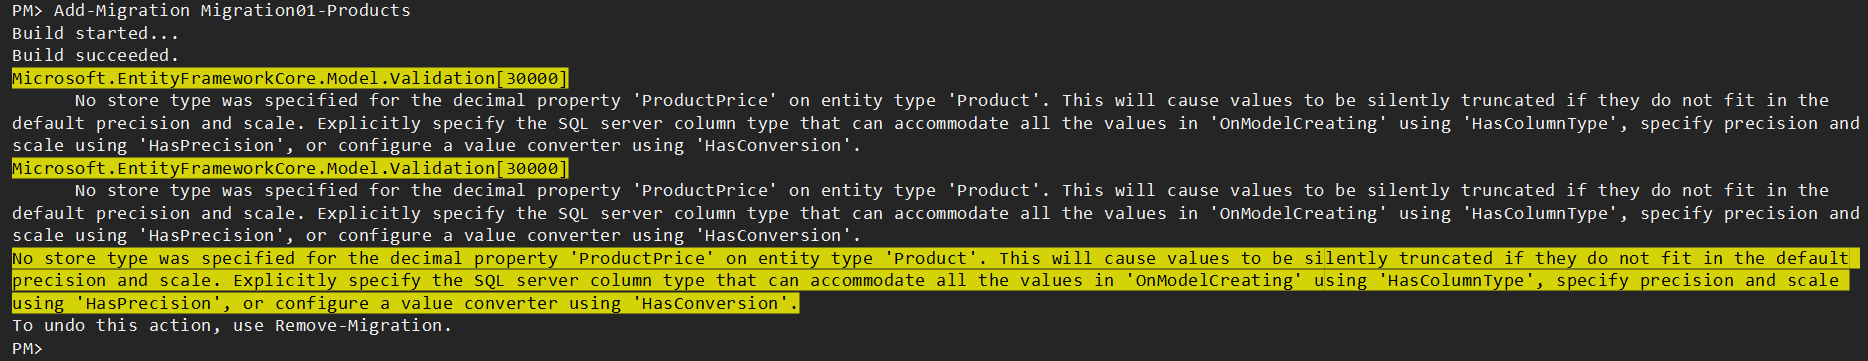 PM> Add-Migration Migration01-Products
Build started...
Build succeeded.
Microsoft.EntityFrameworkCore.Model.Validation[30000]
      No store type was specified for the decimal property 'ProductPrice' on entity type 'Product'. This will cause values to be silently truncated if they do not fit in the
default precision and scale. Explicitly specify the SQL server column type that can accommodate all the values in 'OnModelCreating' using 'HasColumnType', specify precision and
scale using 'HasPrecision', or configure a value converter using 'HasConversion'.
Microsoft.EntityFrameworkCore.Model.Validation[30000]
      No store type was specified for the decimal property 'ProductPrice' on entity type 'Product'. This will cause values to be silently truncated if they do not fit in the
default precision and scale. Explicitly specify the SQL server column type that can accommodate all the values in 'OnModelCreating' using 'HasColumnType', specify precision and
scale using 'HasPrecision', or configure a value converter using 'HasConversion'.
No store type was specified for the decimal property 'ProductPrice' on entity type 'Product'. This will cause values to be silently truncated if they do not fit in the default
precision and scale. Explicitly specify the SQL server column type that can accommodate all the values in 'OnModelCreating' using 'HasColumnType', specify precision and scale
using 'HasPrecision', or configure a value converter using 'HasConversion'.
To undo this action, use Remove-Migration.
PM>